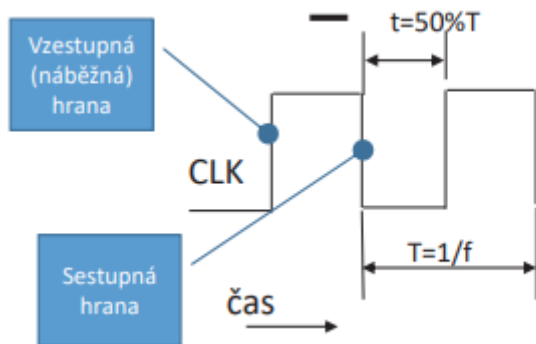 Vzestupná
(náběžná)
hrana
t=50%T
CLK
Sestupná
hrana
T=1/f
čas